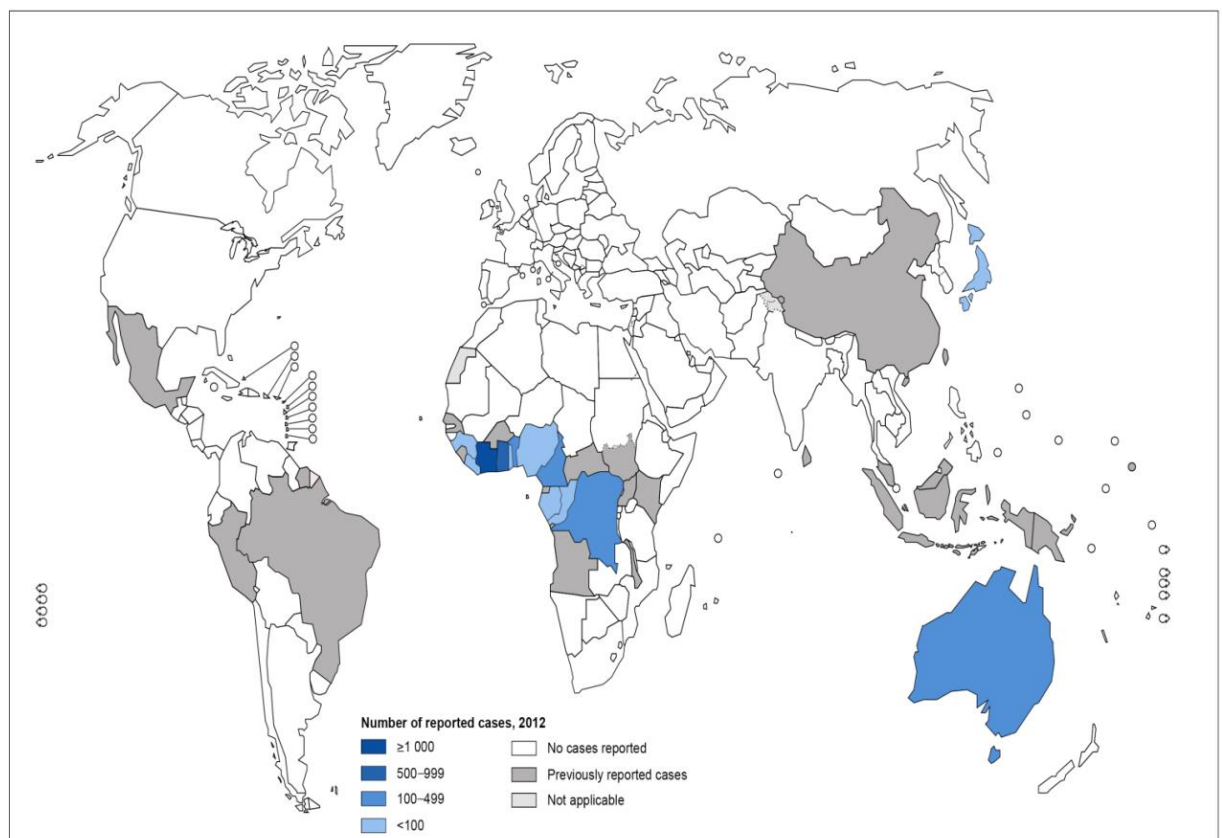 Number of reported cases, 2012
≥1 000
500–999
100–499
<100
No cases reported
Previously reported cases
Not applicable